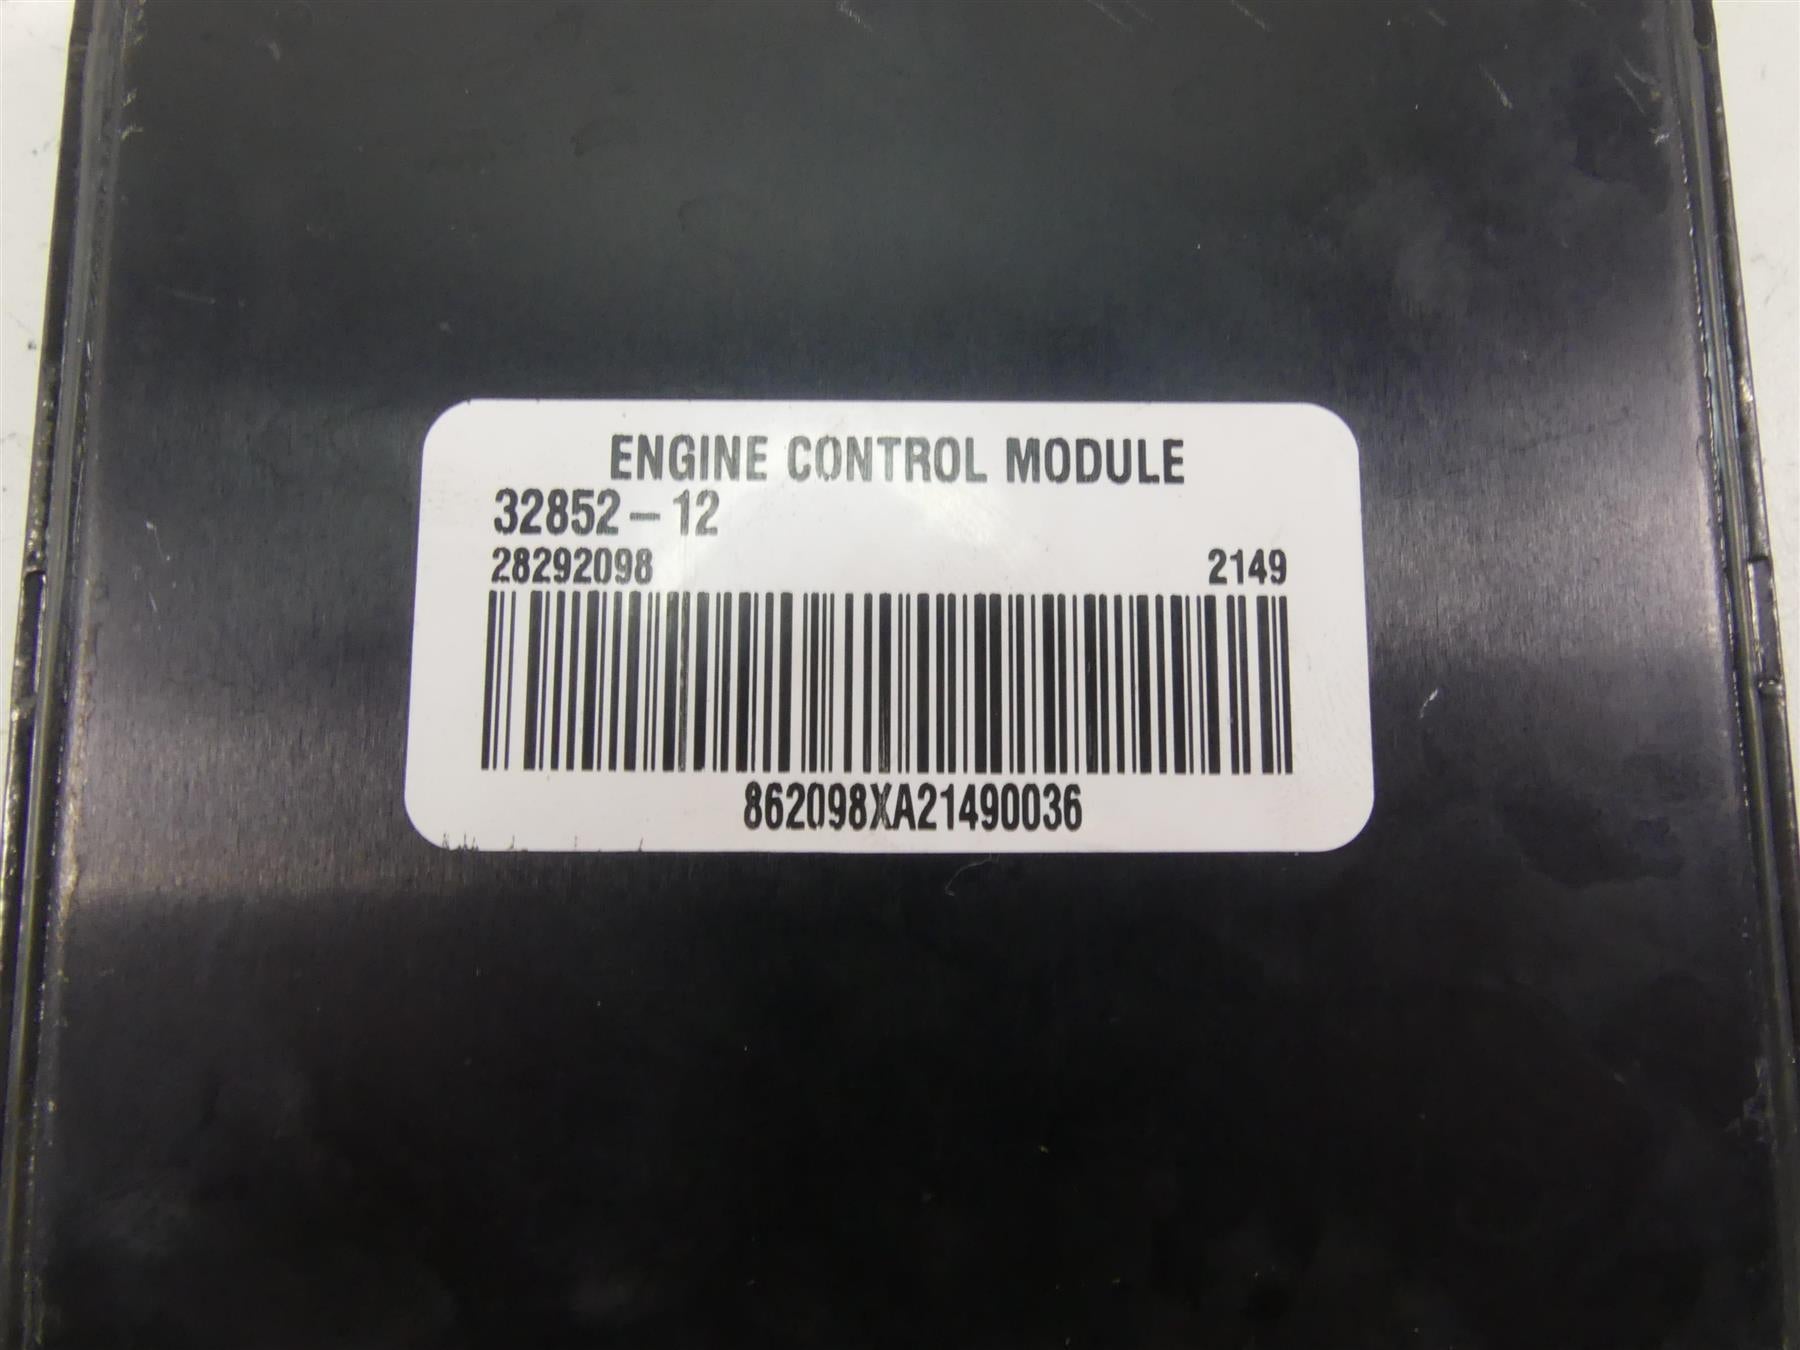 ENGINE CONTROL MODULE
32852-12
28292098 2149
862098XA21490036